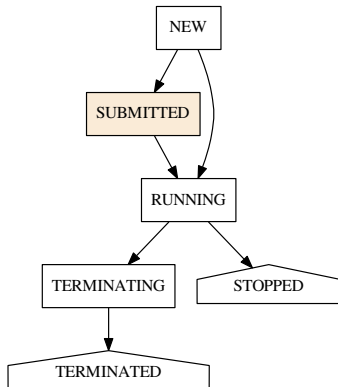 NEW
SUBMITTED
RUNNING
TERMINATING
STOPPED
TERMINATED